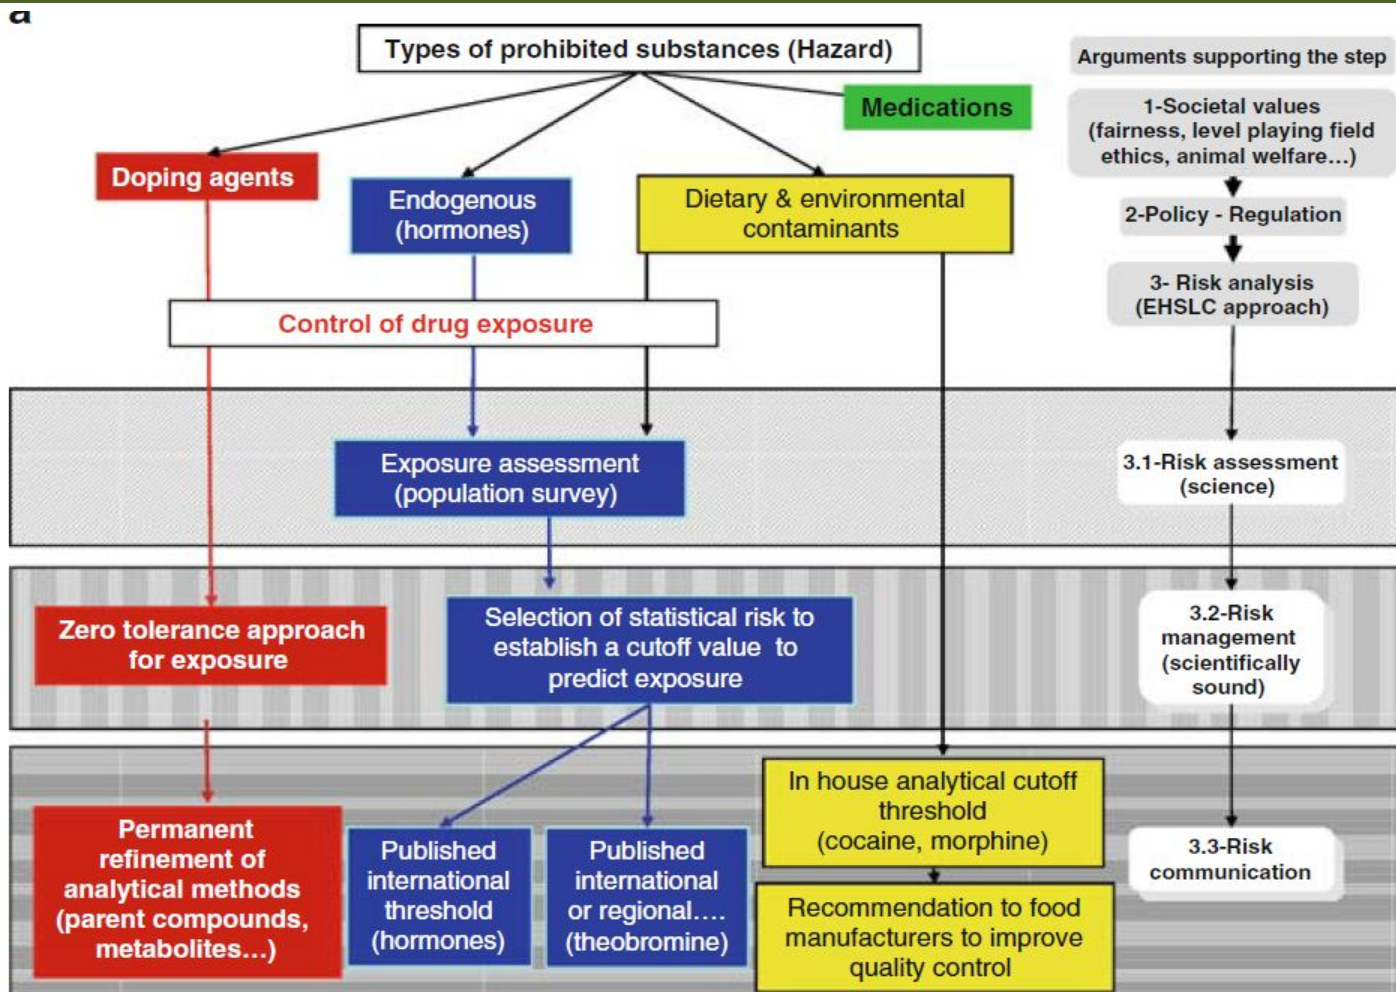 a
Types of prohibited substances (Hazard)
Arguments supporting the step
Medications
1-Societal values
(fairness, level playing field
ethics, animal welfare…)
Doping agents
Endogenous
(hormones)
Dietary & environmental
contaminants
2-Policy - Regulation
3- Risk analysis
(EHSLC approach)
Control of drug exposure
Exposure assessment
(population survey)
3.1-Risk assessment
(science)
Zero tolerance approach
for exposure
Selection of statistical risk to
establish a cutoff value to
predict exposure
3.2-Risk
management
(scientifically
sound)
Permanent
refinement of
analytical methods
(parent compounds,
metabolites…)
Published
international
threshold
(hormones)
Published
international
or regional….
(theobromine)
In house analytical cutoff
threshold
(cocaine, morphine)
Recommendation to food
manufacturers to improve
quality control
3.3-Risk
communication